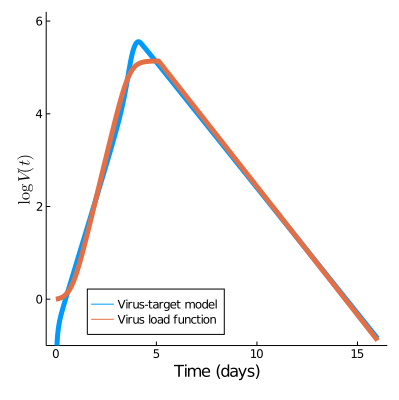 6
4
2
0
log V(t)
Virus-target model
Virus load function
0 5 10 15
Time (days)